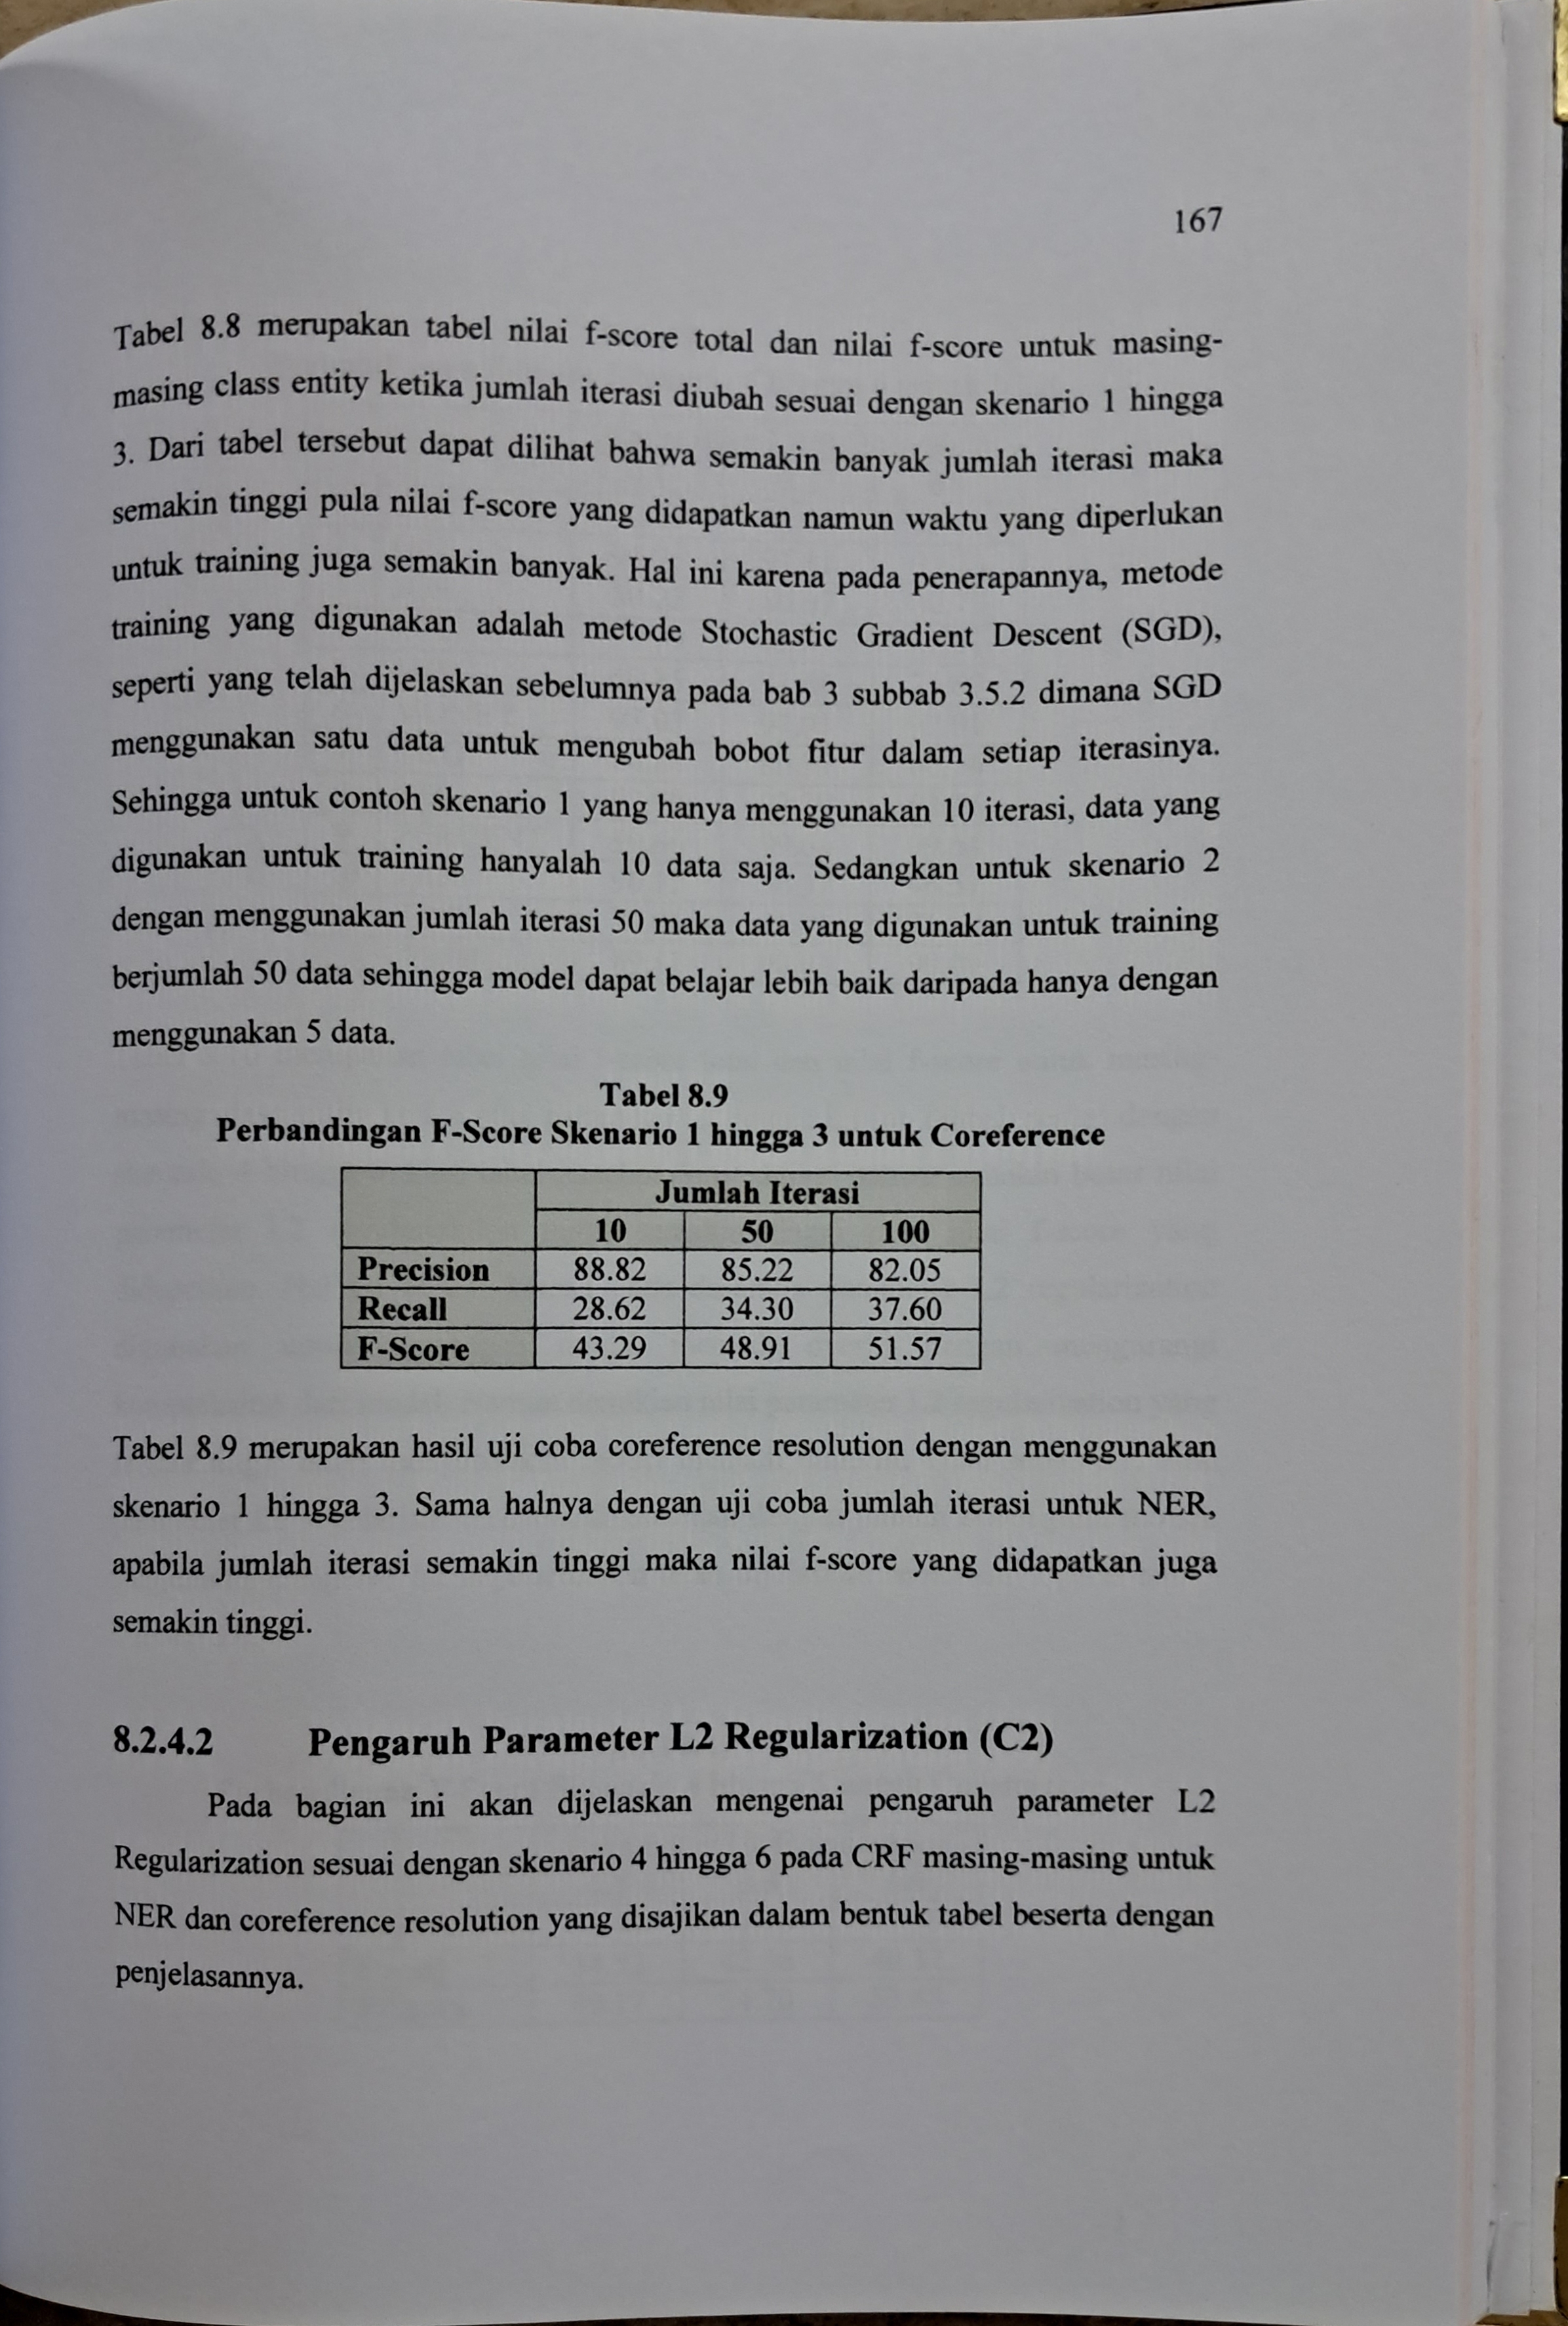 167
Tabel 8.8 merupakan tabel nilai f-score total dan nilai f-score untuk masing-
masing class entity ketika jumlah iterasi diubah sesuai dengan skenario 1 hingga
3. Dari tabel tersebut dapat dilihat bahwa semakin banyak jumlah iterasi maka
semakin tinggi pula nilai f-score yang didapatkan namun waktu yang diperlukan
untuk training juga semakin banyak. Hal ini karena pada penerapannya, metode
training yang digunakan adalah metode Stochastic Gradient Descent (SGD),
seperti yang telah dijelaskan sebelumnya pada bab 3 subbab 3.5.2 dimana SGD
menggunakan satu data untuk mengubah bobot fitur dalam setiap iterasinya.
Sehingga untuk contoh skenario 1 yang hanya menggunakan 10 iterasi, data yang
digunakan untuk training hanyalah 10 data saja. Sedangkan untuk skenario 2
dengan menggunakan jumlah iterasi 50 maka data yang digunakan untuk training
berjumlah 50 data sehingga model dapat belajar lebih baik daripada hanya dengan
menggunakan 5 data.
Tabel 8.9
Perbandingan F-Score Skenario 1 hingga 3 untuk Coreference
Jumlah Iterasi
10 50 100
Precision 88.82 85.22 82.05
Recall 28.62 34.30 37.60
F-Score 43.29 48.91 51.57
Tabel 8.9 merupakan hasil uji coba coreference resolution dengan menggunakan
skenario 1 hingga 3. Sama halnya dengan uji coba jumlah iterasi untuk NER,
apabila jumlah iterasi semakin tinggi maka nilai f-score yang didapatkan juga
semakin tinggi.
8.2.4.2 Pengaruh Parameter L2 Regularization (C2)
Pada bagian ini akan dijelaskan mengenai pengaruh parameter L2
Regularization sesuai dengan skenario 4 hingga 6 pada CRF masing-masing untuk
NER dan coreference resolution yang disajikan dalam bentuk tabel beserta dengan
penjelasannya.